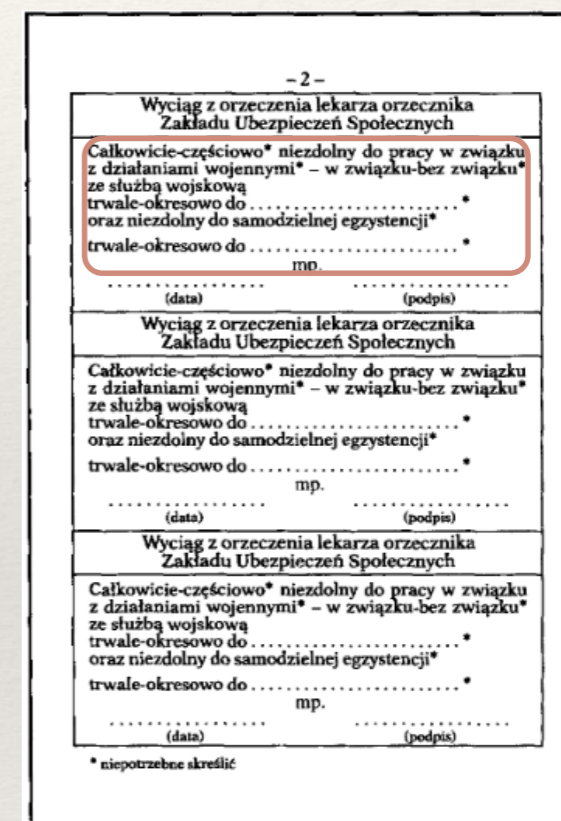 – 2 –
Wyciąg z orzeczenia lekarza orzecznika
Zakładu Ubezpieczeń Społecznych
Całkowicie-częściowo* niezdolny do pracy w związku
z działaniami wojennymi* – w związku-bez związku*
ze służbą wojskową
trwale-okresowo do .......................... *
oraz niezdolny do samodzielnej egzystencji*
trwale-okresowo do .......................... *
mp.
................. .................
(data) (podpis)
Wyciąg z orzeczenia lekarza orzecznika
Zakładu Ubezpieczeń Społecznych
Całkowicie-częściowo* niezdolny do pracy w związku
z działaniami wojennymi* – w związku-bez związku*
ze służbą wojskową
trwale-okresowo do .......................... *
oraz niezdolny do samodzielnej egzystencji*
trwale-okresowo do .......................... *
mp.
................. .................
(data) (podpis)
Wyciąg z orzeczenia lekarza orzecznika
Zakładu Ubezpieczeń Społecznych
Całkowicie-częściowo* niezdolny do pracy w związku
z działaniami wojennymi* – w związku-bez związku*
ze służbą wojskową
trwale-okresowo do .......................... *
oraz niezdolny do samodzielnej egzystencji*
trwale-okresowo do .......................... *
mp.
................. .................
(data) (podpis)
* niepotrzebne skreślić